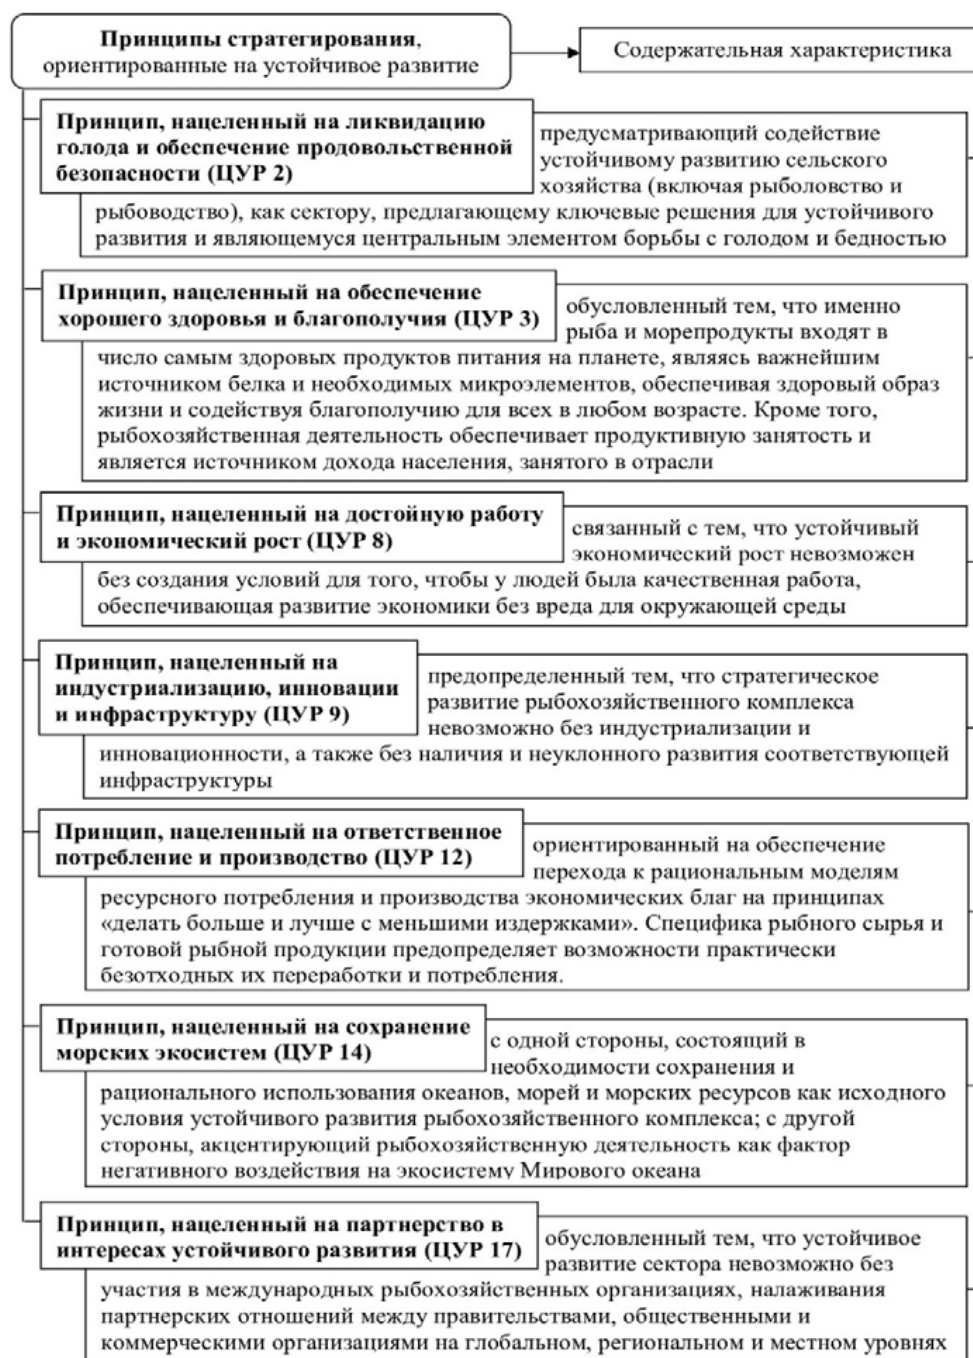 Принципы стратегирования,
ориентированные на устойчивое развитие
Содержательная характеристика
Принцип, нацеленный на ликвидацию
голода и обеспечение продовольственной
безопасности (ЦУР 2)
предусматривающий содействие
устойчивому развитию сельского
хозяйства (включая рыболовство и
рыбоводство), как сектору, предлагающему ключевые решения для устойчивого
развития и являющемуся центральным элементом борьбы с голодом и бедностью
Принцип, нацеленный на обеспечение
хорошего здоровья и благополучия (ЦУР 3)
обусловленный тем, что именно
рыба и морепродукты входят в
число самым здоровых продуктов питания на планете, являясь важнейшим
источником белка и необходимых микроэлементов, обеспечивая здоровый образ
жизни и содействуя благополучию для всех в любом возрасте. Кроме того,
рыбохозяйственная деятельность обеспечивает продуктивную занятость и
является источником дохода населения, занятого в отрасли
Принцип, нацеленный на достойную работу
и экономический рост (ЦУР 8)
связанный с тем, что устойчивый
экономический рост невозможен
без создания условий для того, чтобы у людей была качественная работа,
обеспечивающая развитие экономики без вреда для окружающей среды
Принцип, нацеленный на
индустриализацию, инновации
и инфраструктуру (ЦУР 9)
предопределенный тем, что стратегическое
развитие рыбохозяйственного комплекса
невозможно без индустриализации и
инновационности, а также без наличия и неуклонного развития соответствующей
инфраструктуры
Принцип, нацеленный на ответственное
потребление и производство (ЦУР 12)
ориентированный на обеспечение
перехода к рациональным моделям
ресурсного потребления и производства экономических благ на принципах
«делать больше и лучше с меньшими издержками». Специфика рыбного сырья и
готовой рыбной продукции предопределяет возможности практически
безотходных их переработки и потребления.
Принцип, нацеленный на сохранение
морских экосистем (ЦУР 14)
с одной стороны, состоящий в
необходимости сохранения и
рационального использования океанов, морей и морских ресурсов как исходного
условия устойчивого развития рыбохозяйственного комплекса; с другой
стороны, акцентирующий рыбохозяйственную деятельность как фактор
негативного воздействия на экосистему Мирового океана
Принцип, нацеленный на партнерство в
интересах устойчивого развития (ЦУР 17)
обусловленный тем, что устойчивое
развитие сектора невозможно без
участия в международных рыбохозяйственных организациях, налаживания
партнерских отношений между правительствами, общественными и
коммерческими организациями на глобальном, региональном и местном уровнях